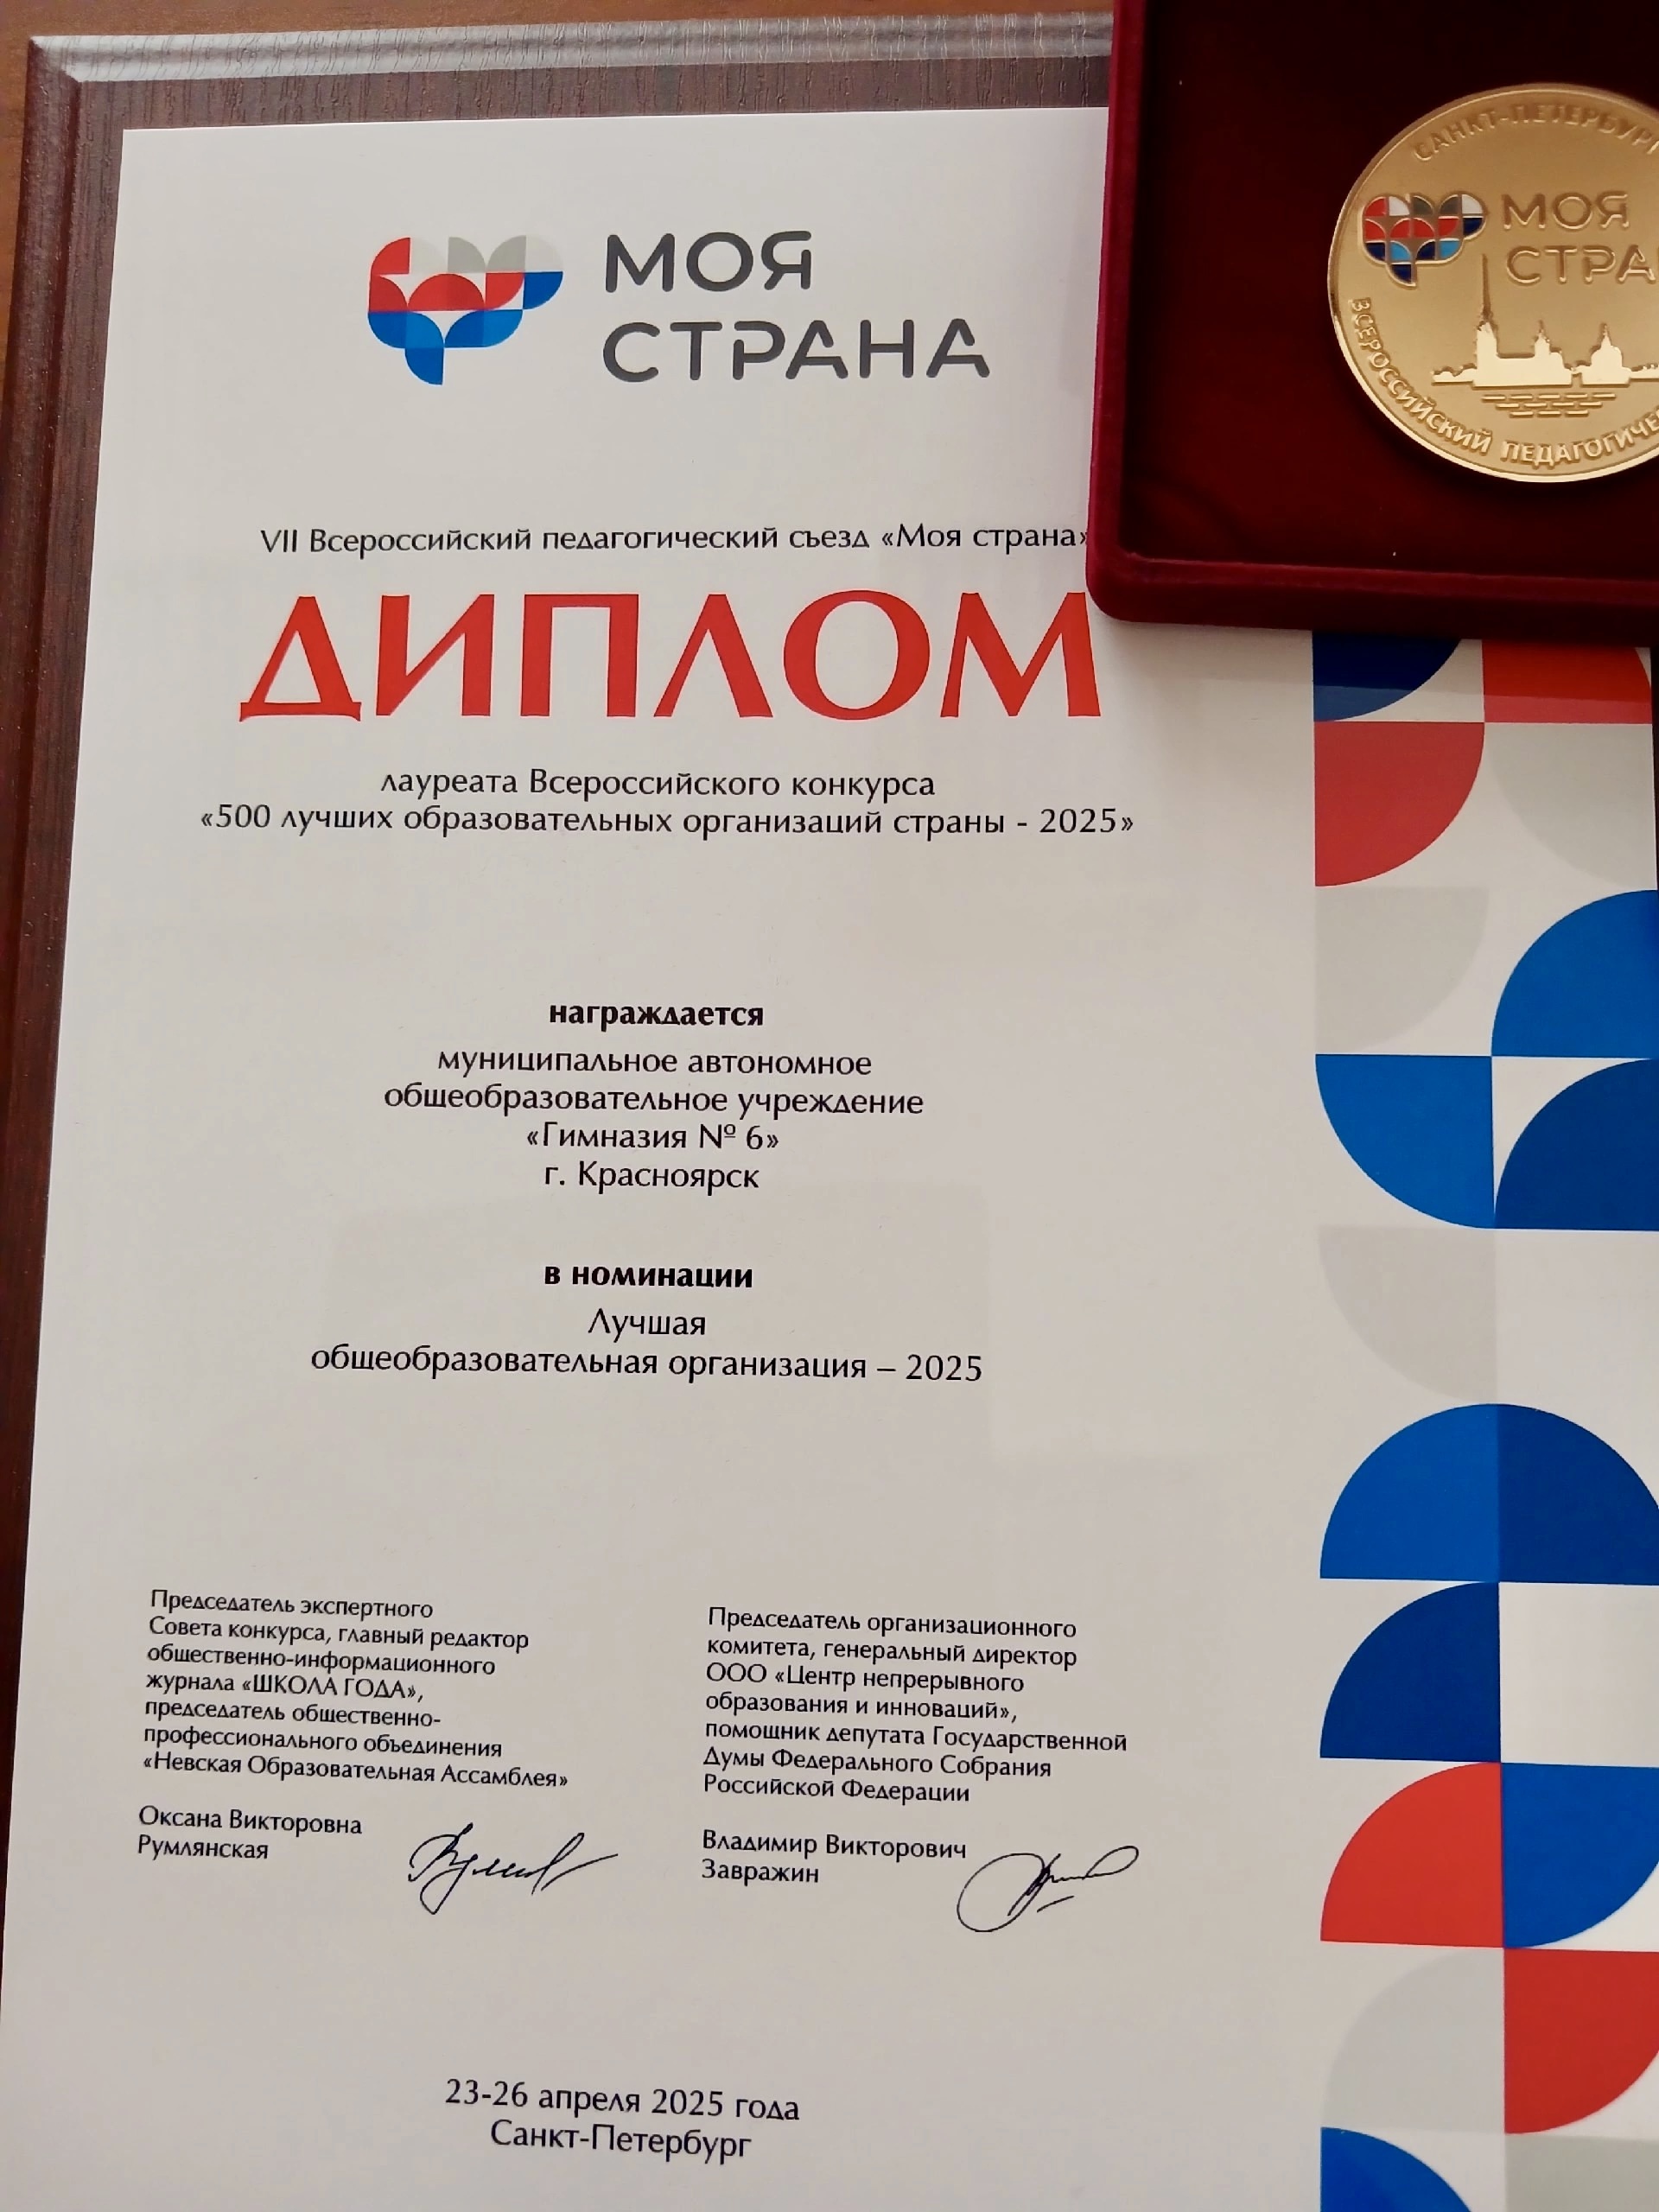 МОЯ
СТРАНА
VII Всероссийский педагогический съезд «Моя страна»
ДИПЛОМ
лауреата Всероссийского конкурса
«500 лучших образовательных организаций страны - 2025»
награждается
муниципальное автономное
общеобразовательное учреждение
«Гимназия № 6»
г. Красноярск
в номинации
Лучшая
общеобразовательная организация – 2025
Председатель экспертного
Совета конкурса, главный редактор
общественно-информационного
журнала «ШКОЛА ГОДА»,
председатель общественно-
профессионального объединения
«Невская Образовательная Ассамблея»
Оксана Викторовна
Румлянская
Председатель организационного
комитета, генеральный директор
ООО «Центр непрерывного
образования и инноваций»,
помощник депутата Государственной
Думы Федерального Собрания
Российской Федерации
Владимир Викторович
Завражин
23-26 апреля 2025 года
Санкт-Петербург
САНКТ-ПЕТЕРБУРГ
МОЯ
СТРА
ВСЕРОССИЙСКИЙ ПЕДАГОГИЧЕ